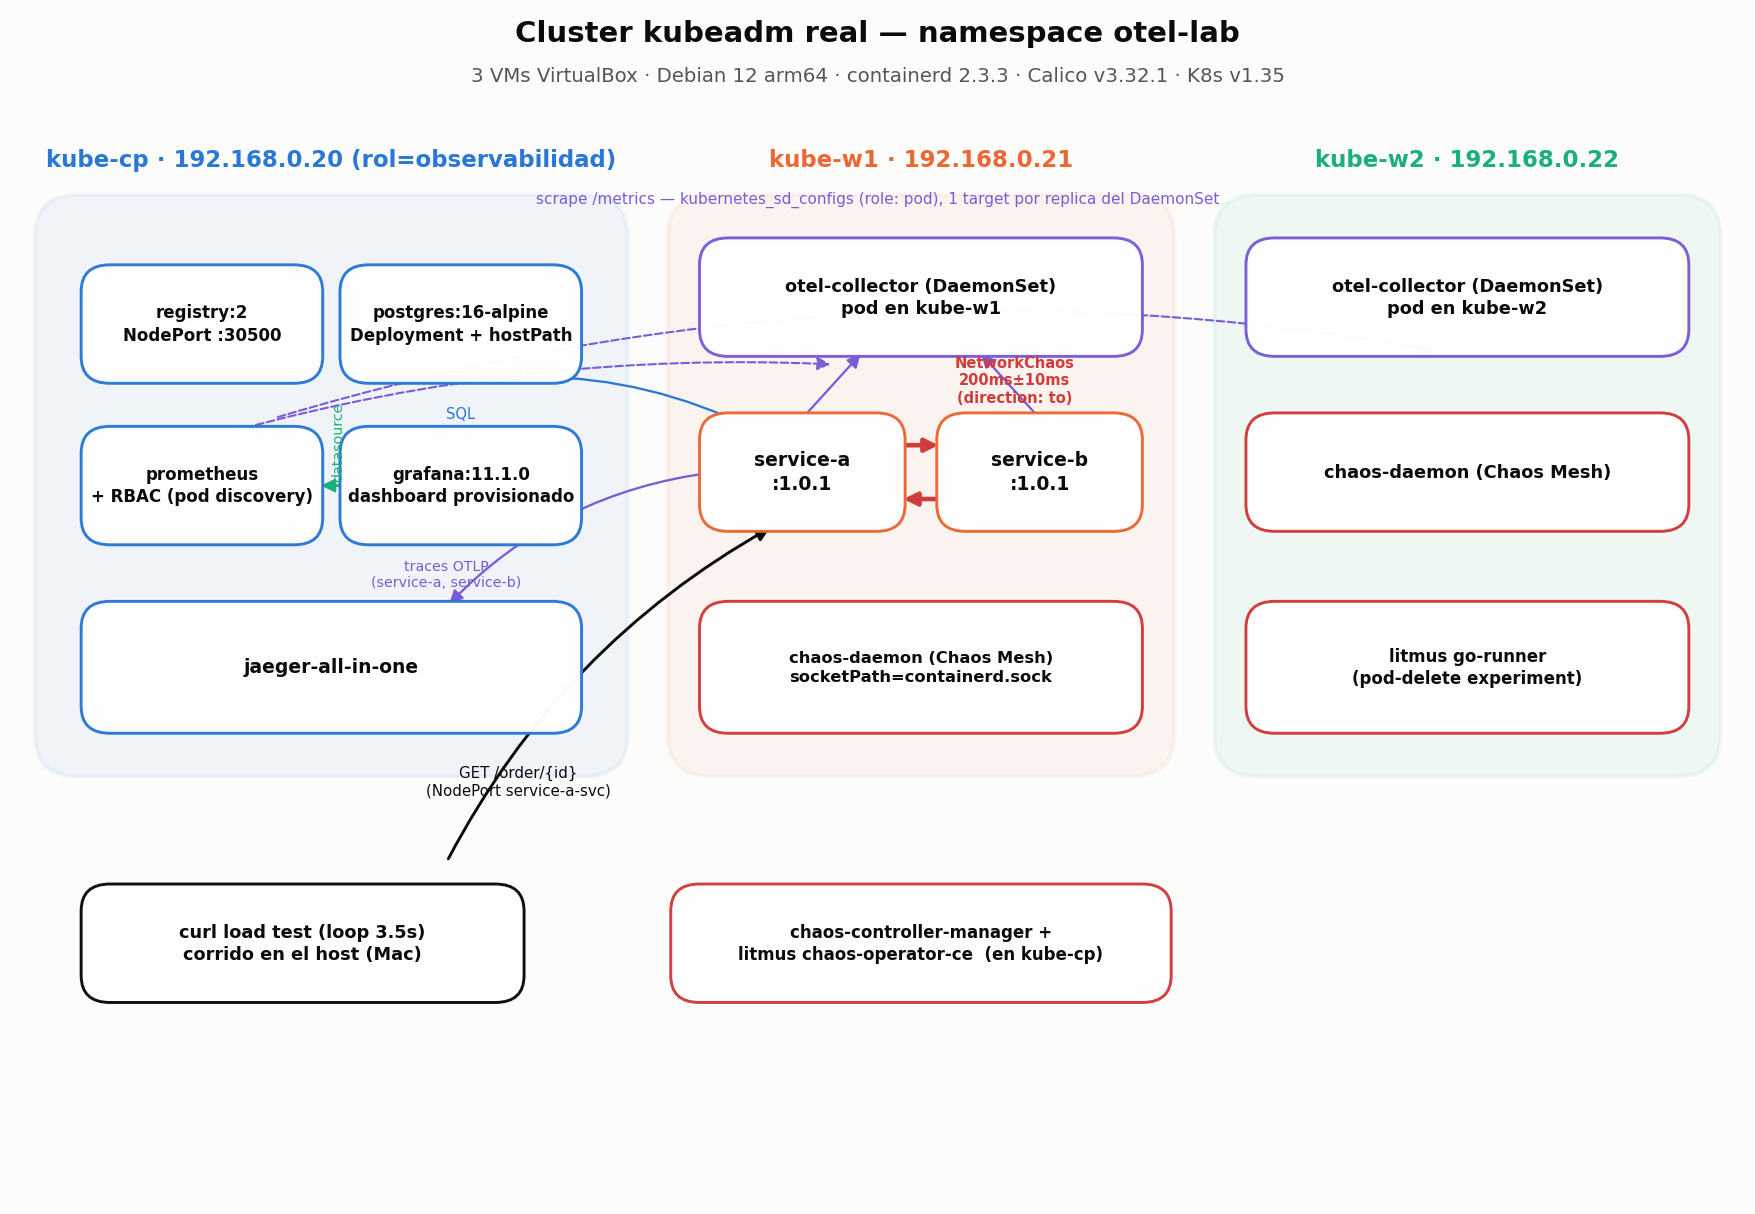 Cluster kubeadm real — namespace otel-lab
3 VMs VirtualBox · Debian 12 arm64 · containerd 2.3.3 · Calico v3.32.1 · K8s v1.35
kube-cp · 192.168.0.20 (rol=observabilidad)
kube-w1 · 192.168.0.21
kube-w2 · 192.168.0.22
scrape /metrics — kubernetes_sd_configs (role: pod), 1 target por replica del DaemonSet
registry:2
NodePort :30500
postgres:16-alpine
Deployment + hostPath
otel-collector (DaemonSet)
pod en kube-w1
otel-collector (DaemonSet)
pod en kube-w2
NetworkChaos
200ms±10ms
(direction: to)
SQL
datasource
prometheus
+ RBAC (pod discovery)
grafana:11.1.0
dashboard provisionado
service-a
:1.0.1
service-b
:1.0.1
chaos-daemon (Chaos Mesh)
traces OTLP
(service-a, service-b)
jaeger-all-in-one
chaos-daemon (Chaos Mesh)
socketPath=containerd.sock
litmus go-runner
(pod-delete experiment)
GET /order/{id}
(NodePort service-a-svc)
curl load test (loop 3.5s)
corrido en el host (Mac)
chaos-controller-manager +
litmus chaos-operator-ce  (en kube-cp)